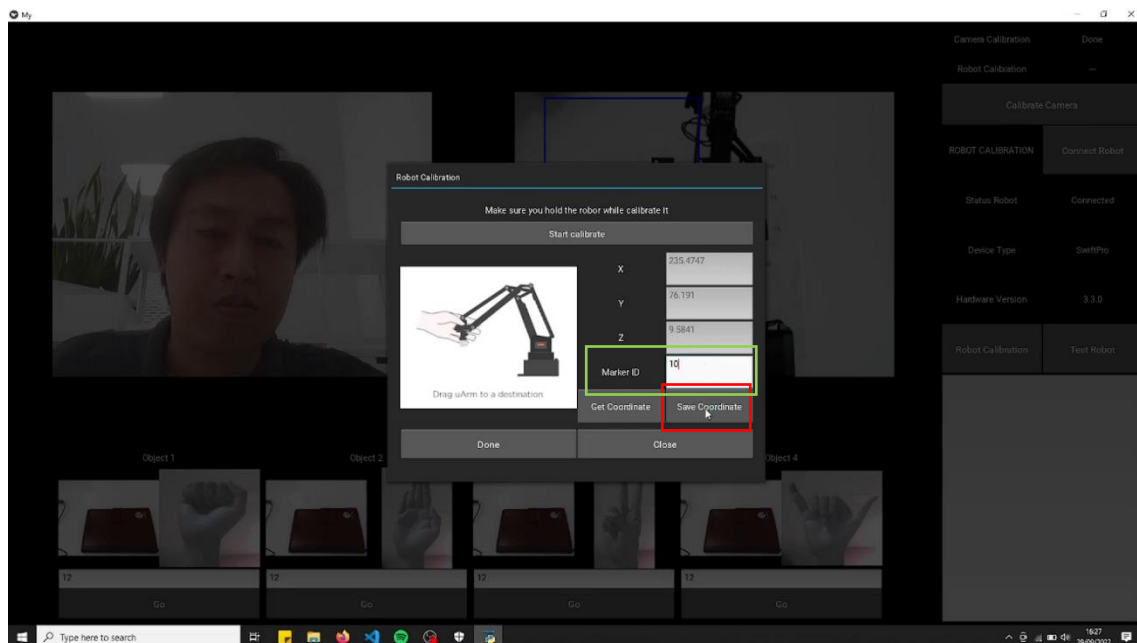 My
Camera Calibration Done
Robot Calibration —
Calibrate Camera
ROBOT CALIBRATION Connect Robot
Status Robot Connected
Device Type SwiftPro
Hardware Version 3.3.0
Robot Calibration Test Robot
Robot Calibration
Make sure you hold the robor while calibrate it
Start calibrate
X 235.4747
Y 76.191
Z 9.5841
Marker ID 10
Drag uArm to a destination
Get Coordinate Save Coordinate
Done Close
Object 1 Object 2 Object 4
12 12 12 12
Go Go Go Go
Type here to search
16:27
28/09/2022